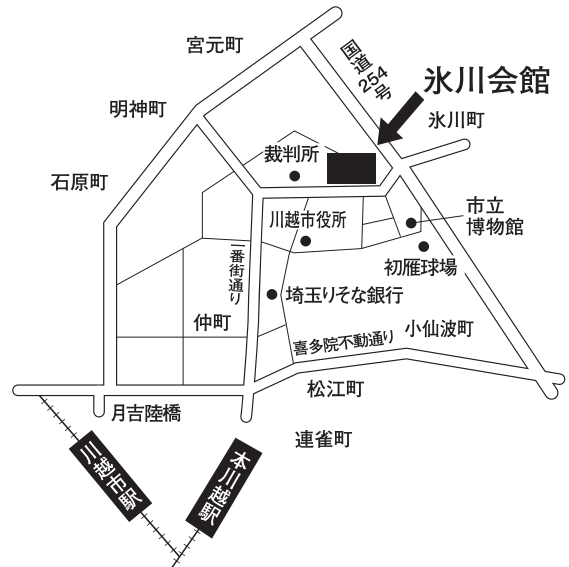 宮元町
国道
254
号
氷川会館
明神町
氷川町
裁判所
石原町
市立
博物館
川越市役所
初雁球場
一番街通り
埼玉りそな銀行
仲町
小仙波町
喜多院不動通り
松江町
月吉陸橋
連雀町
川越市駅
本川越駅